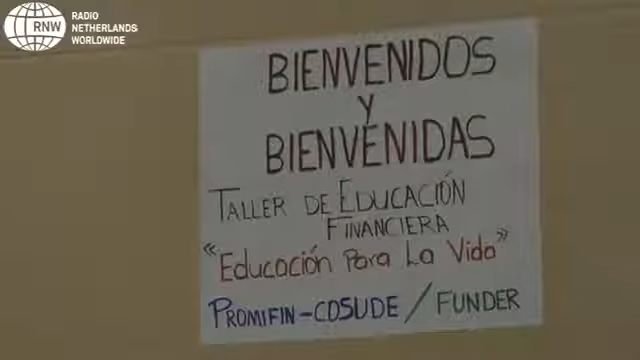 RNW
RADIO
NETHERLANDS
WORLDWIDE
BIENVENIDOS
Y
BIENVENIDAS
TALLER DE EDUCACIÓN
FINANCIERA
"Educación Para La Vida"
PROMIFIN-COSUDE / FUNDER